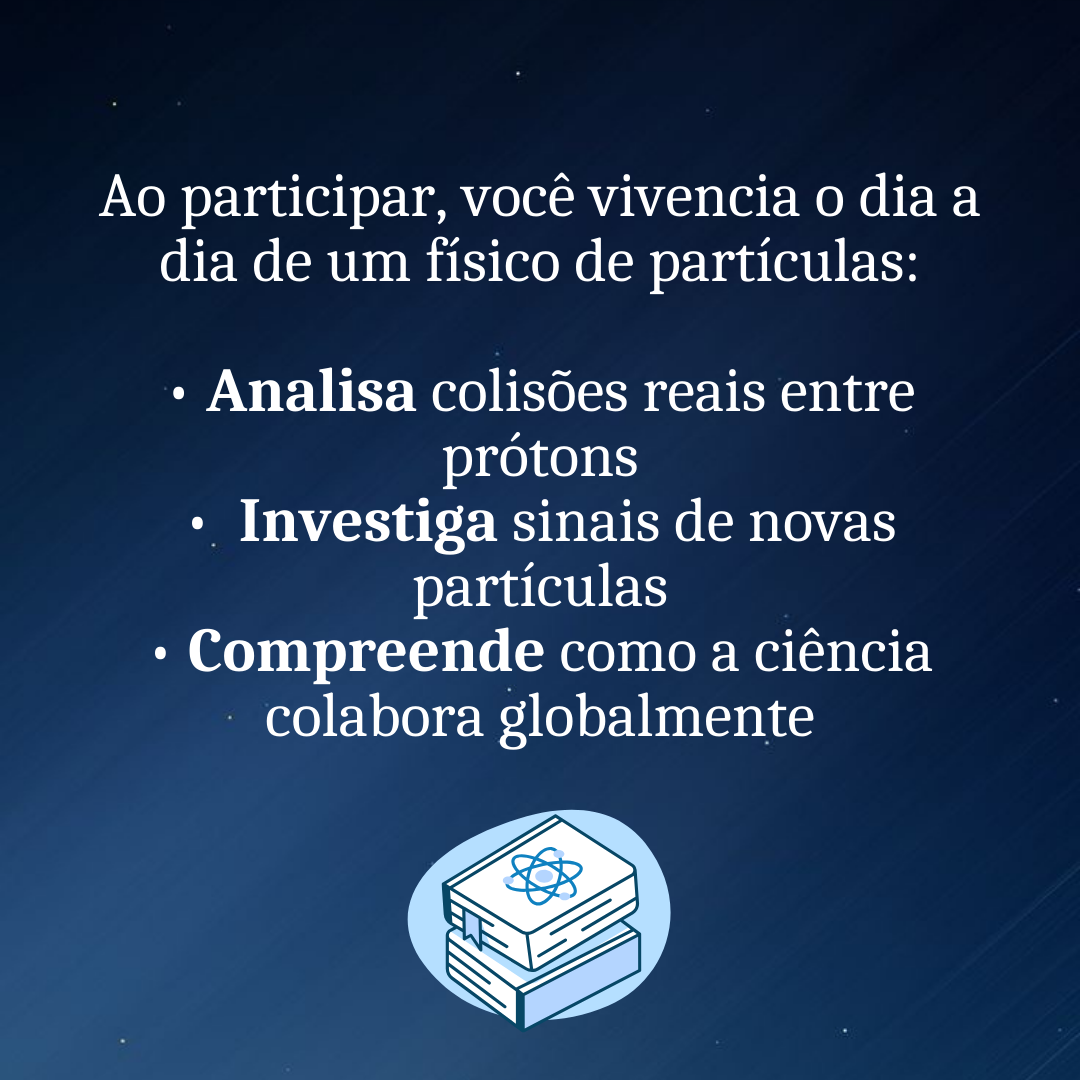 Ao participar, você vivencia o dia a
dia de um físico de partículas:
• Analisa colisões reais entre
prótons
• Investiga sinais de novas
partículas
• Compreende como a ciência
colabora globalmente